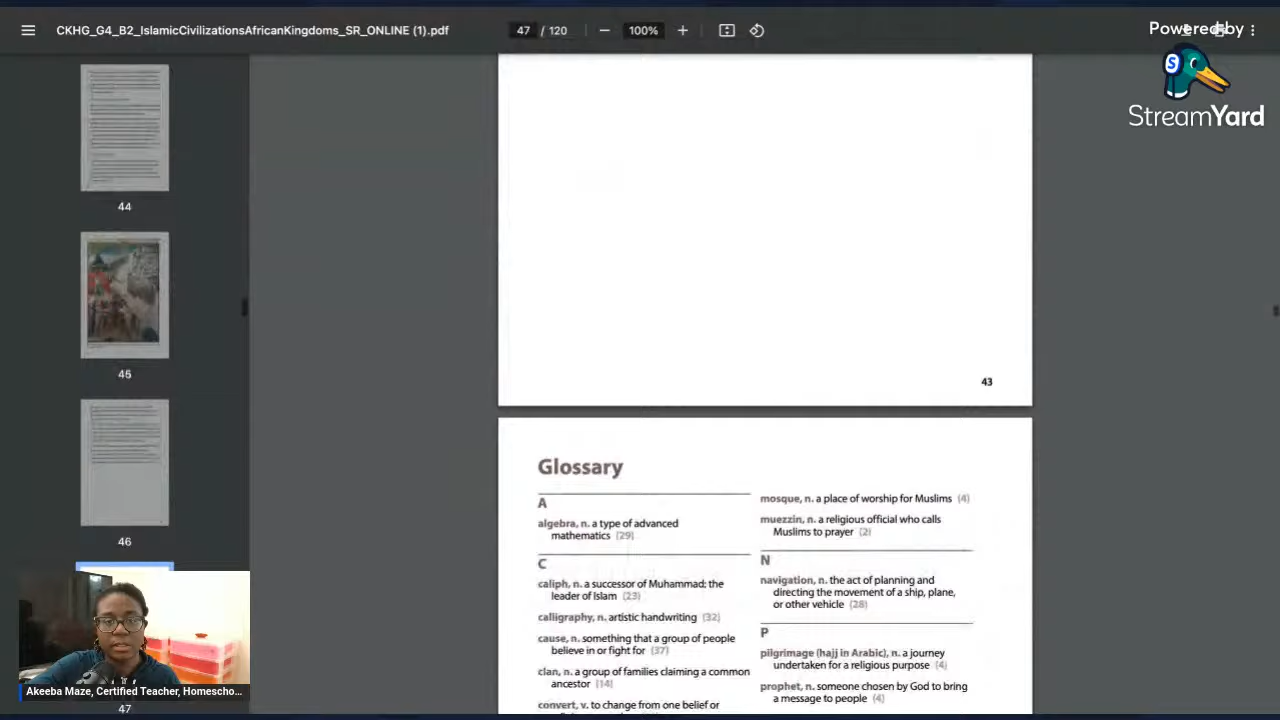 CKHG_G4_B2_IslamicCivilizationsAfricanKingdoms_SR_ONLINE (1).pdf
47 / 120
100%
Powered by
StreamYard
44
45
46
47
43
Glossary
A
algebra, n. a type of advanced
mathematics (29)
C
caliph, n. a successor of Muhammad; the
leader of Islam (23)
calligraphy, n. artistic handwriting (32)
cause, n. something that a group of people
believe in or fight for (37)
clan, n. a group of families claiming a common
ancestor (14)
convert, v. to change from one belief or
mosque, n. a place of worship for Muslims (4)
muezzin, n. a religious official who calls
Muslims to prayer (2)
N
navigation, n. the act of planning and
directing the movement of a ship, plane,
or other vehicle (28)
P
pilgrimage (hajj in Arabic), n. a journey
undertaken for a religious purpose (4)
prophet, n. someone chosen by God to bring
a message to people (4)
Akeeba Maze, Certified Teacher, Homescho...